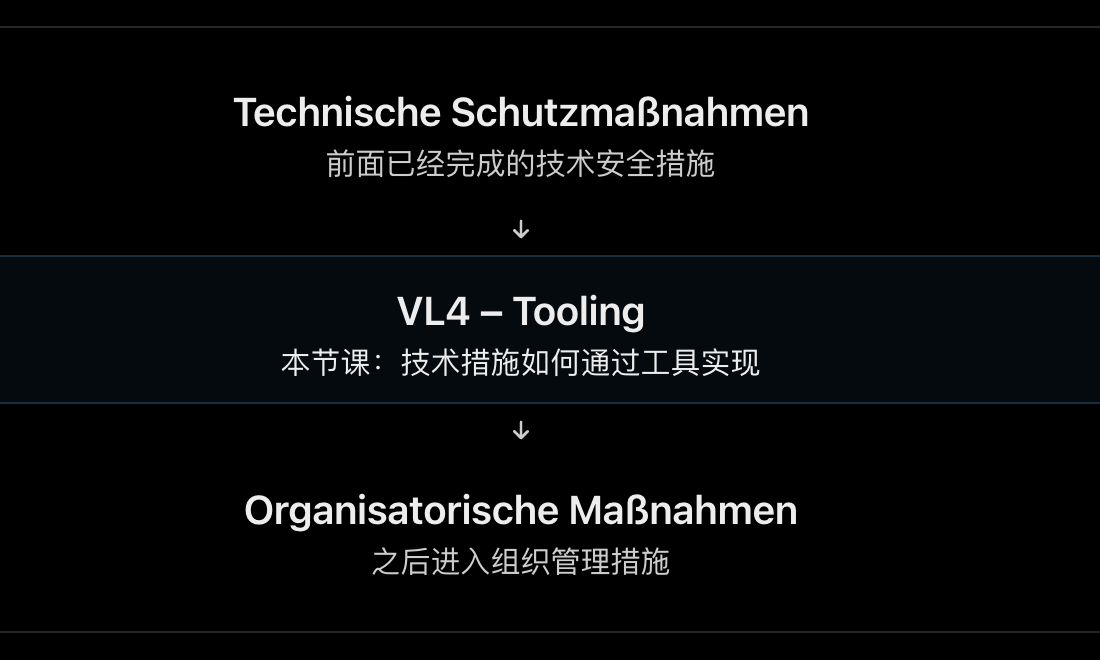 Technische Schutzmaßnahmen
前面已经完成的技术安全措施
↓
VL4 – Tooling
本节课：技术措施如何通过工具实现
↓
Organisatorische Maßnahmen
之后进入组织管理措施